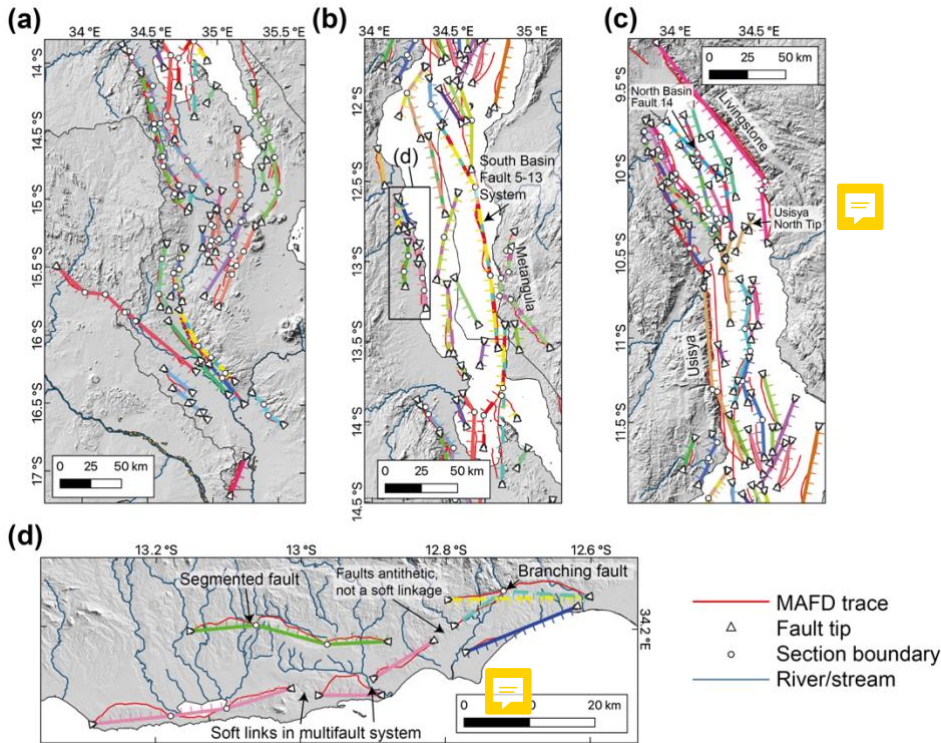 (a)
34 °E
34.5
35
35.5
14°S
14.5°S
15°S
15.5°S
16°S
16.5°S
17°S
0 25 50 km
(b)
34 °E
34.5
35
12°S
12.5°S
13°S
13.5°S
14°S
14.5°S
(d)
South Basin
Fault 5-13
System
Metangula
0 25 50 km
(c)
34 °E
34.5
9.5°S
10°S
10.5°S
11°S
11.5°S
0 25 50 km
North Basin
Fault 14
Livingstone
Usisya
North Tip
Usisya
(d)
13.2 °S
13 °S
12.8 °S
12.6 °S
34.2 °E
Segmented fault
Faults antithetic,
not a soft linkage
Branching fault
Soft links in multifault system
0 20 km
MAFD trace
Fault tip
Section boundary
River/stream